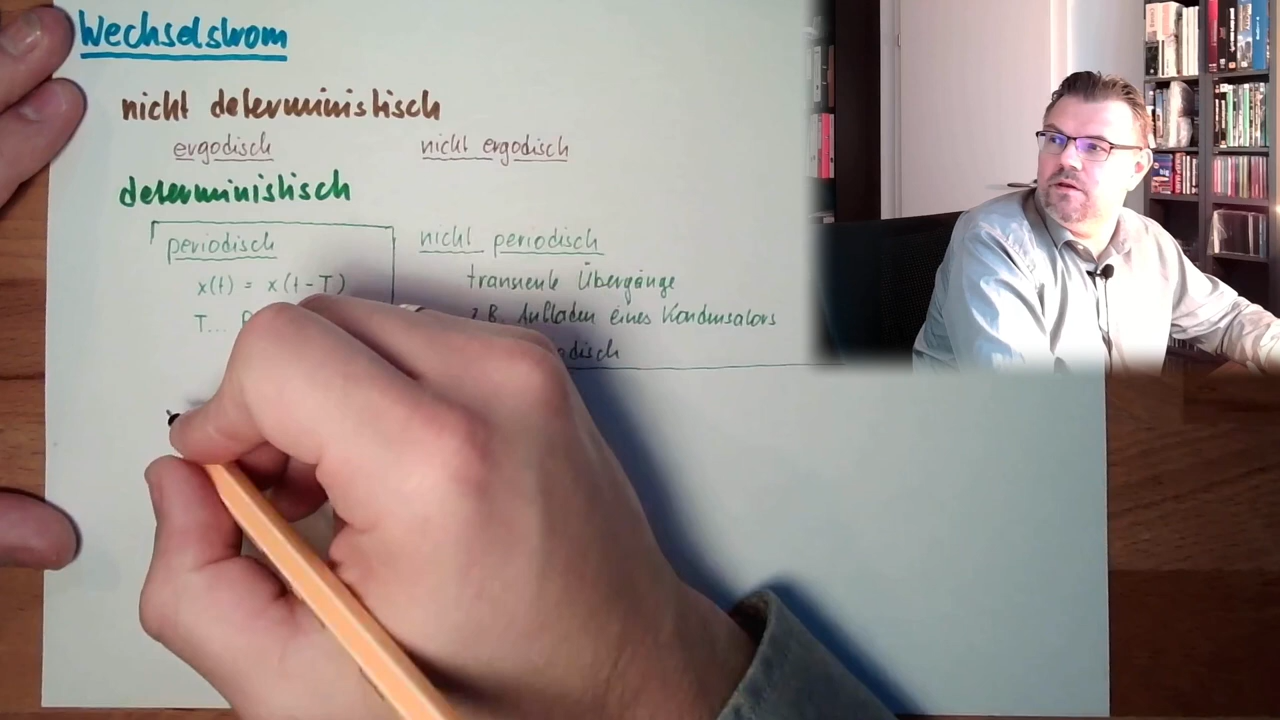 Wechselstrom
nicht deterministisch
ergodisch nicht ergodisch
deterministisch
periodisch nicht periodisch
x(t) = x(t-T) transiente Übergänge
T... z.B. Aufladen eines Kondensators